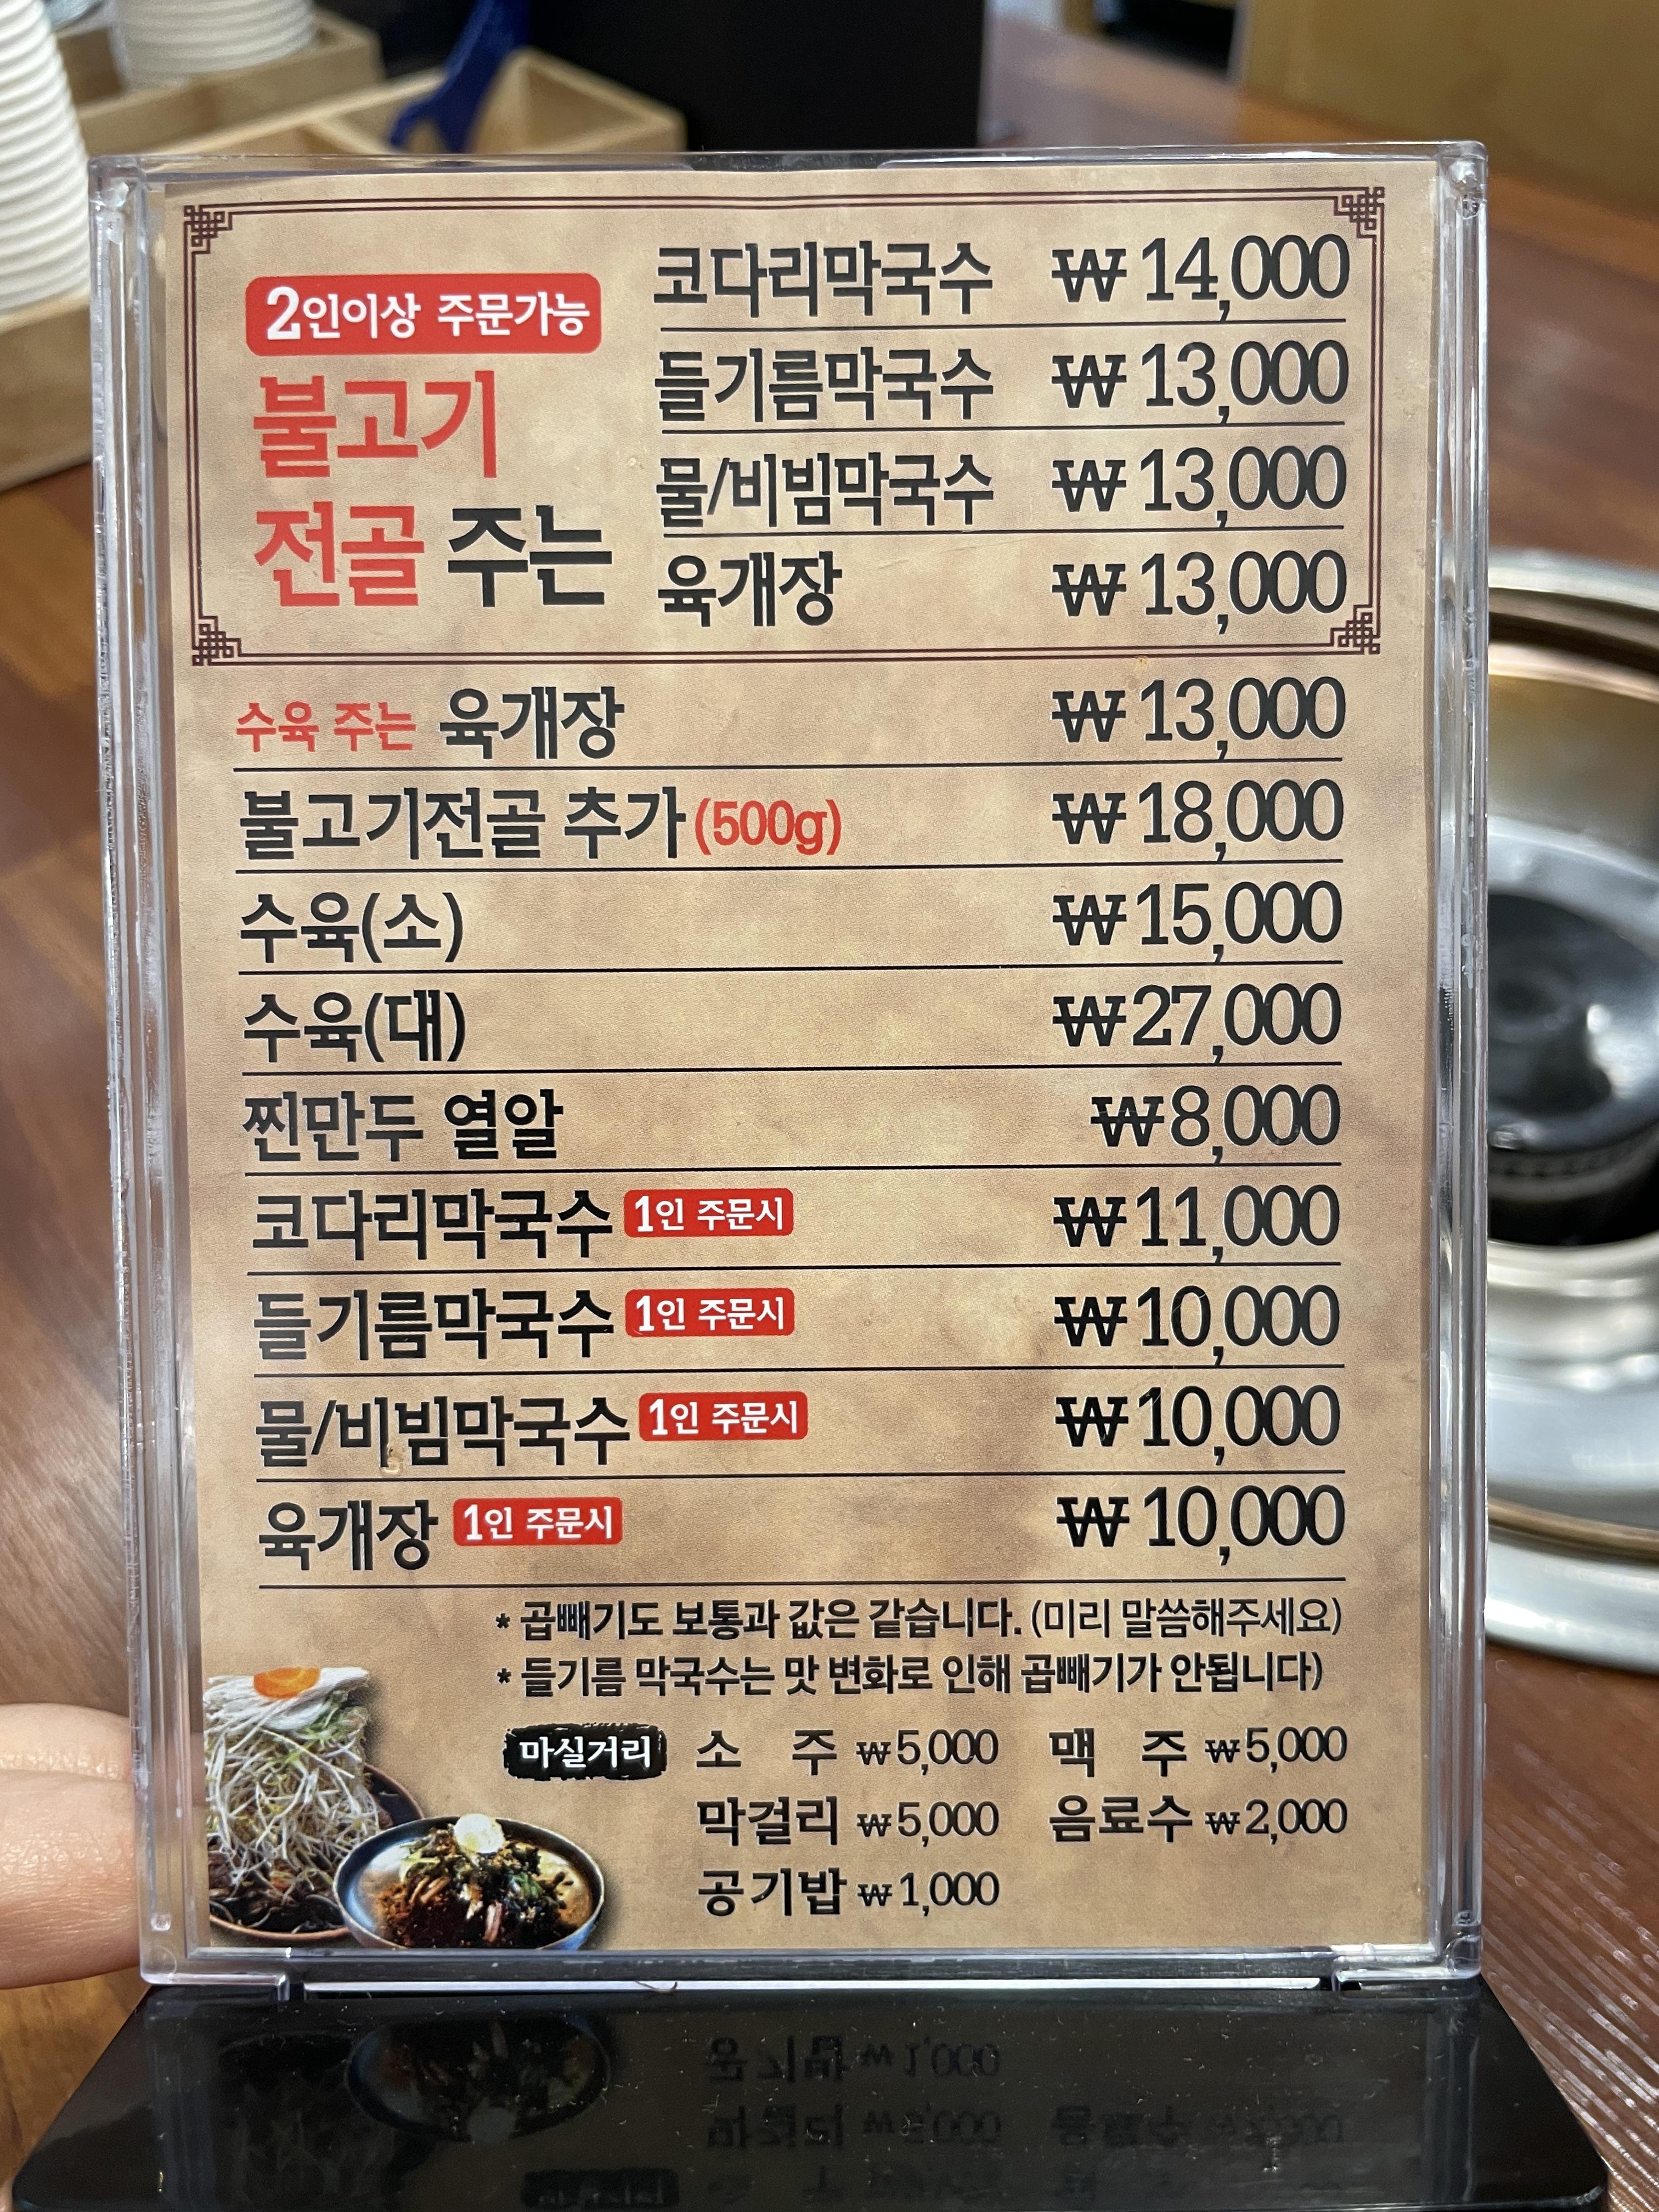 2인이상 주문가능
불고기
전골 주는
코다리막국수 ₩14,000
들기름막국수 ₩13,000
물/비빔막국수 ₩13,000
육개장 ₩13,000
수육 주는 육개장 ₩13,000
불고기전골 추가(500g) ₩18,000
수육(소) ₩15,000
수육(대) ₩27,000
찐만두 열알 ₩8,000
코다리막국수 1인 주문시 ₩11,000
들기름막국수 1인 주문시 ₩10,000
물/비빔막국수 1인 주문시 ₩10,000
육개장 1인 주문시 ₩10,000
* 곱빼기도 보통과 값은 같습니다. (미리 말씀해주세요)
* 들기름 막국수는 맛 변화로 인해 곱빼기가 안됩니다)
마실거리 소 주 ₩5,000 맥 주 ₩5,000
막걸리 ₩5,000 음료수 ₩2,000
공기밥 ₩1,000